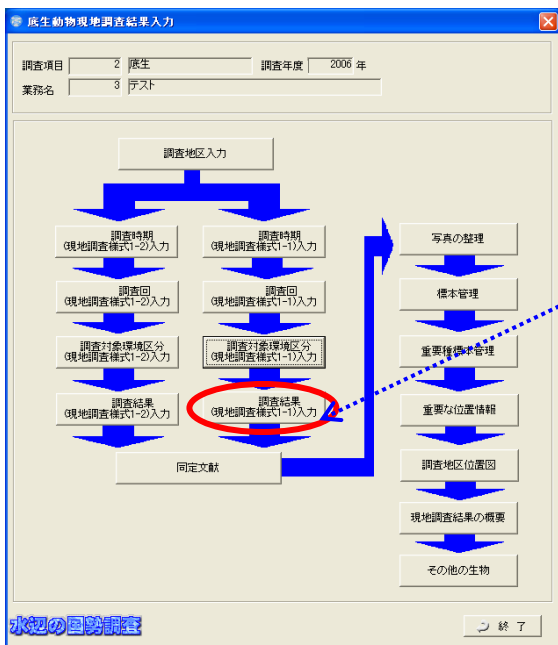 底生動物現地調査結果入力
調査項目 2 底生 調査年度 2006 年
業務名 3 テスト
調査地区入力
調査時期
(現地調査様式1-2)入力
調査回
(現地調査様式1-2)入力
調査対象環境区分
(現地調査様式1-2)入力
調査結果
(現地調査様式1-2)入力
調査時期
(現地調査様式1-1)入力
調査回
(現地調査様式1-1)入力
調査対象環境区分
(現地調査様式1-1)入力
調査結果
(現地調査様式1-1)入力
同定文献
写真の整理
標本管理
重要種標本管理
重要な位置情報
調査地区位置図
現地調査結果の概要
その他の生物
水辺の国勢調査
終 了